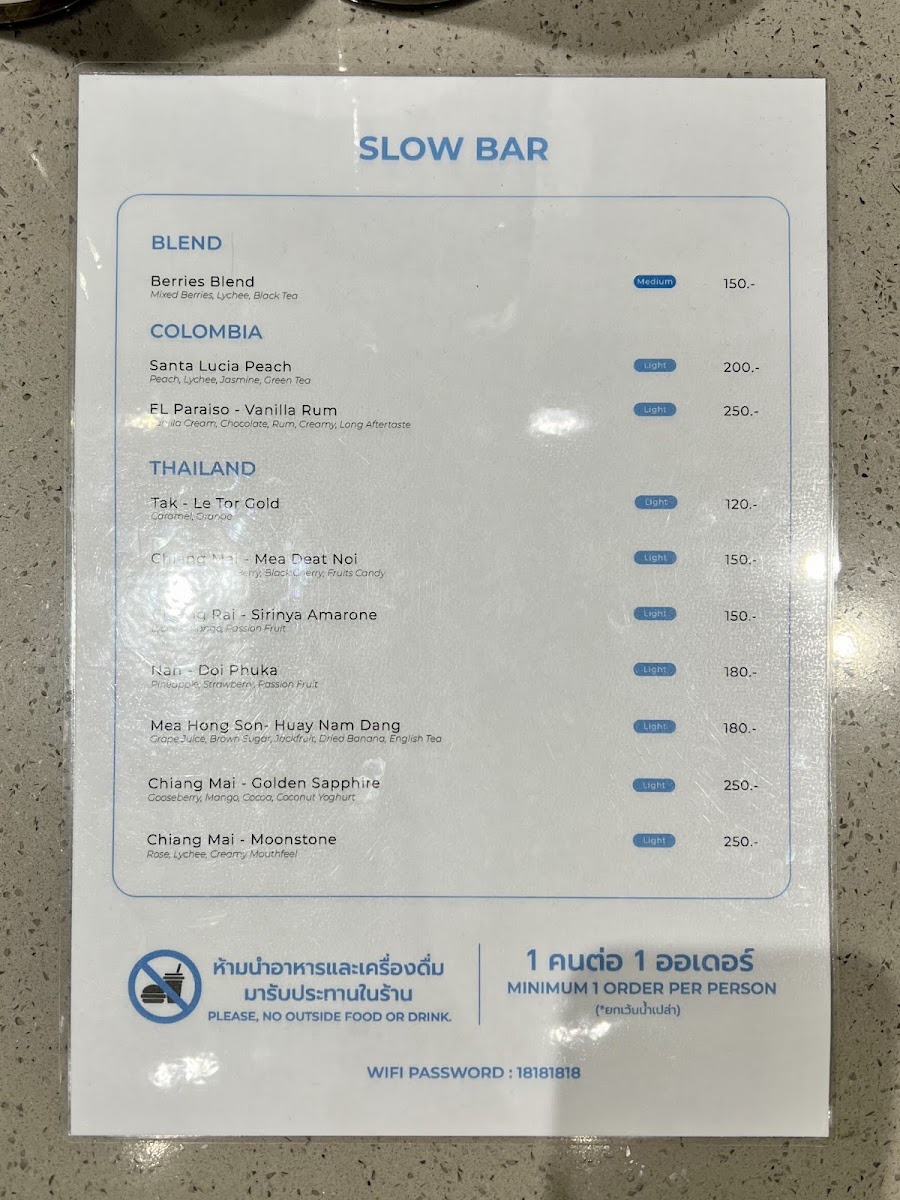 SLOW BAR
BLEND
Berries Blend Medium 150.-
Mixed Berries, Lychee, Black Tea
COLOMBIA
Santa Lucia Peach Light 200.-
Peach, Lychee, Jasmine, Green Tea
EL Paraiso - Vanilla Rum Light 250.-
Cream, Chocolate, Rum, Creamy, Long Aftertaste
THAILAND
Tak - Le Tor Gold Light 120.-
Caramel, Orange
Chiang Mai - Mea Deat Noi Light 150.-
Black Cherry, Fruits Candy
Rai - Sirinya Amarone Light 150.-
Mango, Passion Fruit
Nan - Doi Phuka Light 180.-
Pineapple, Strawberry, Passion Fruit
Mea Hong Son- Huay Nam Dang Light 180.-
Grape Juice, Brown Sugar, Jackfruit, Dried Banana, English Tea
Chiang Mai - Golden Sapphire Light 250.-
Gooseberry, Mango, Cocoa, Coconut Yoghurt
Chiang Mai - Moonstone Light 250.-
Rose, Lychee, Creamy Mouthfeel
ห้ามนำอาหารและเครื่องดื่ม
มารับประทานในร้าน
PLEASE, NO OUTSIDE FOOD OR DRINK.
1 คนต่อ 1 ออเดอร์
MINIMUM 1 ORDER PER PERSON
(*ยกเว้นน้ำเปล่า)
WIFI PASSWORD : 18181818